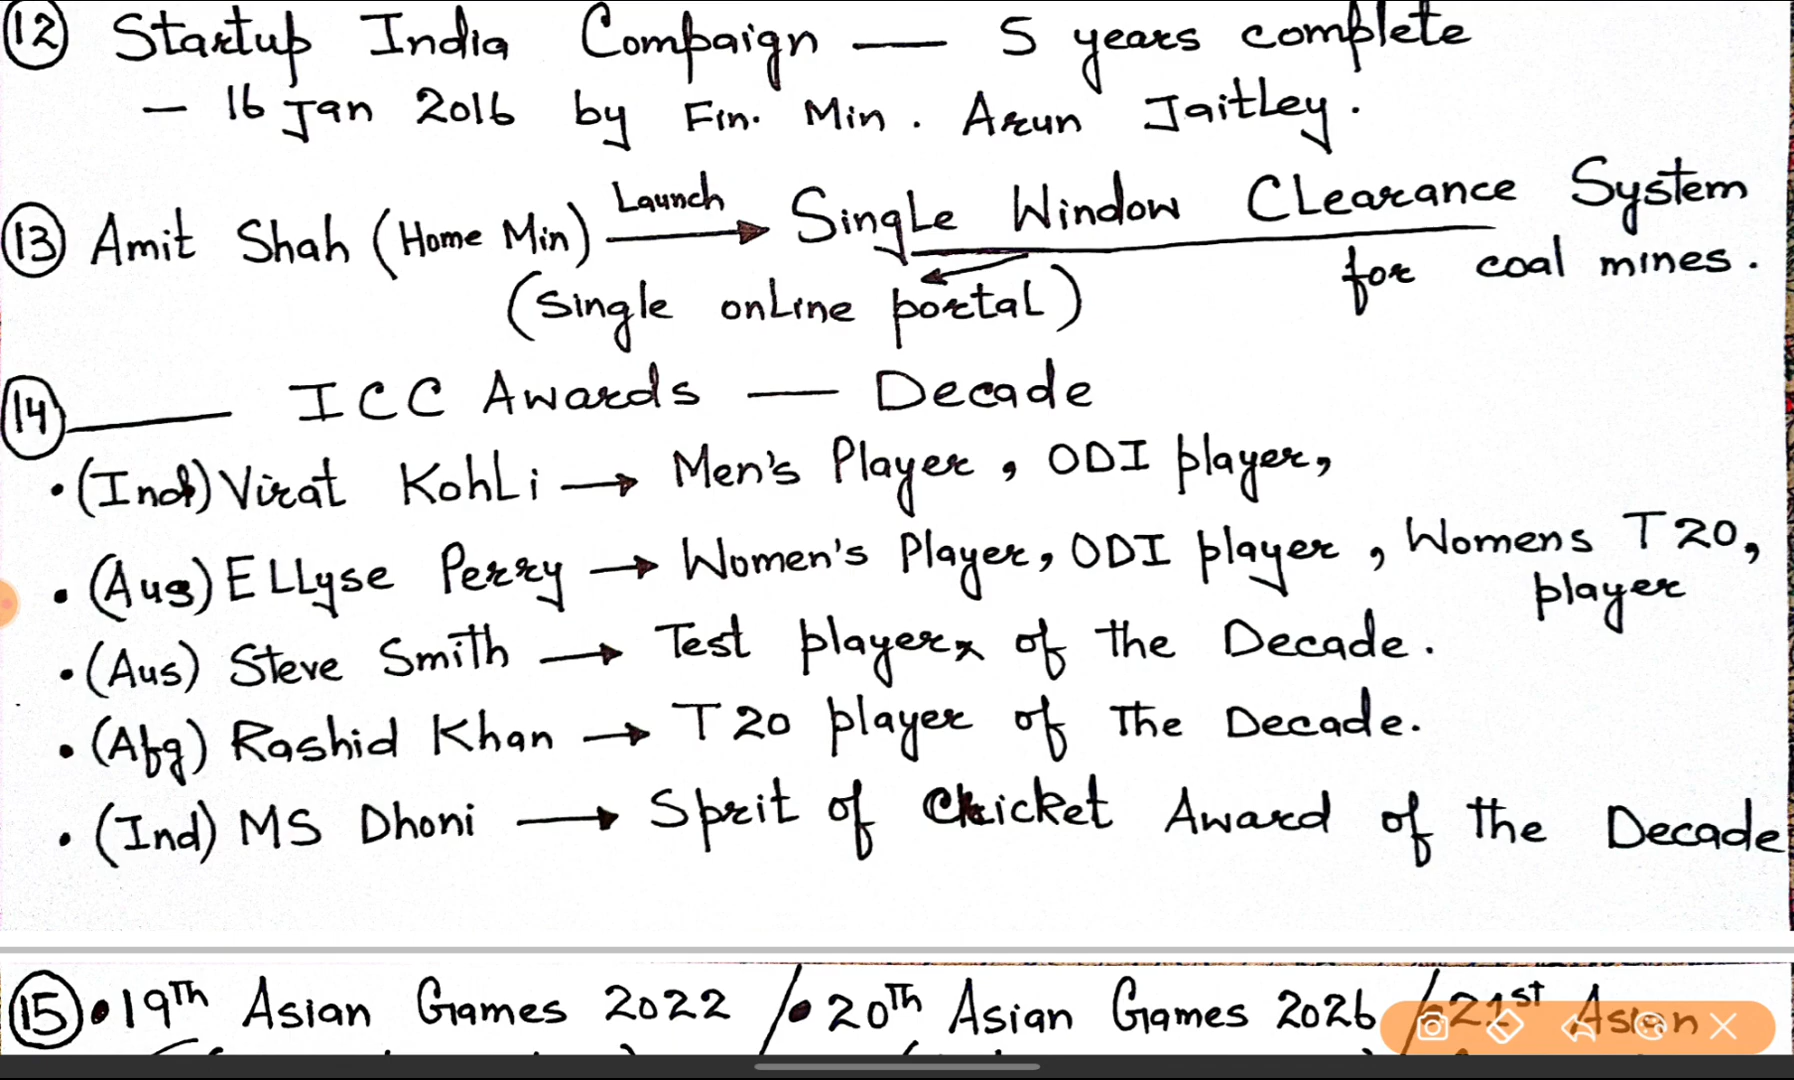 12 Startup India Compaign — 5 years complete
— 16 Jan 2016 by Fin. Min. Arun Jaitley.
13 Amit Shah (Home Min) Launch → Single Window Clearance System
for coal mines.
(Single online portal)
14 — ICC Awards — Decade
• (Ind) Virat Kohli → Men's Player, ODI player,
• (Aus) Ellyse Perry → Women's Player, ODI player, Womens T20,
player
• (Aus) Steve Smith → Test player of the Decade.
• (Afg) Rashid Khan → T20 player of the Decade.
• (Ind) MS Dhoni → Sprit of Cricket Award of the Decade
15 • 19Th Asian Games 2022 / • 20Th Asian Games 2026 / • 21st Asian